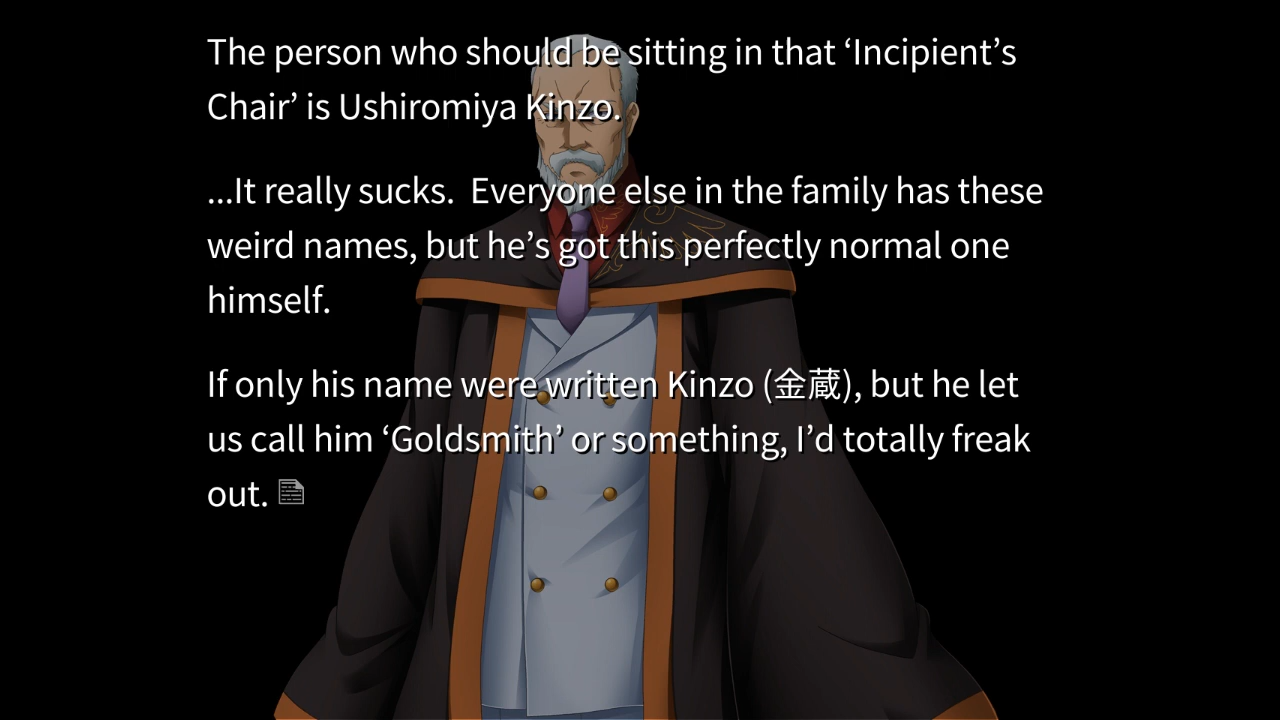 The person who should be sitting in that ‘Incipient’s
Chair’ is Ushiromiya Kinzo.
...It really sucks.  Everyone else in the family has these
weird names, but he’s got this perfectly normal one
himself.
If only his name were written Kinzo (金蔵), but he let
us call him ‘Goldsmith’ or something, I’d totally freak
out.